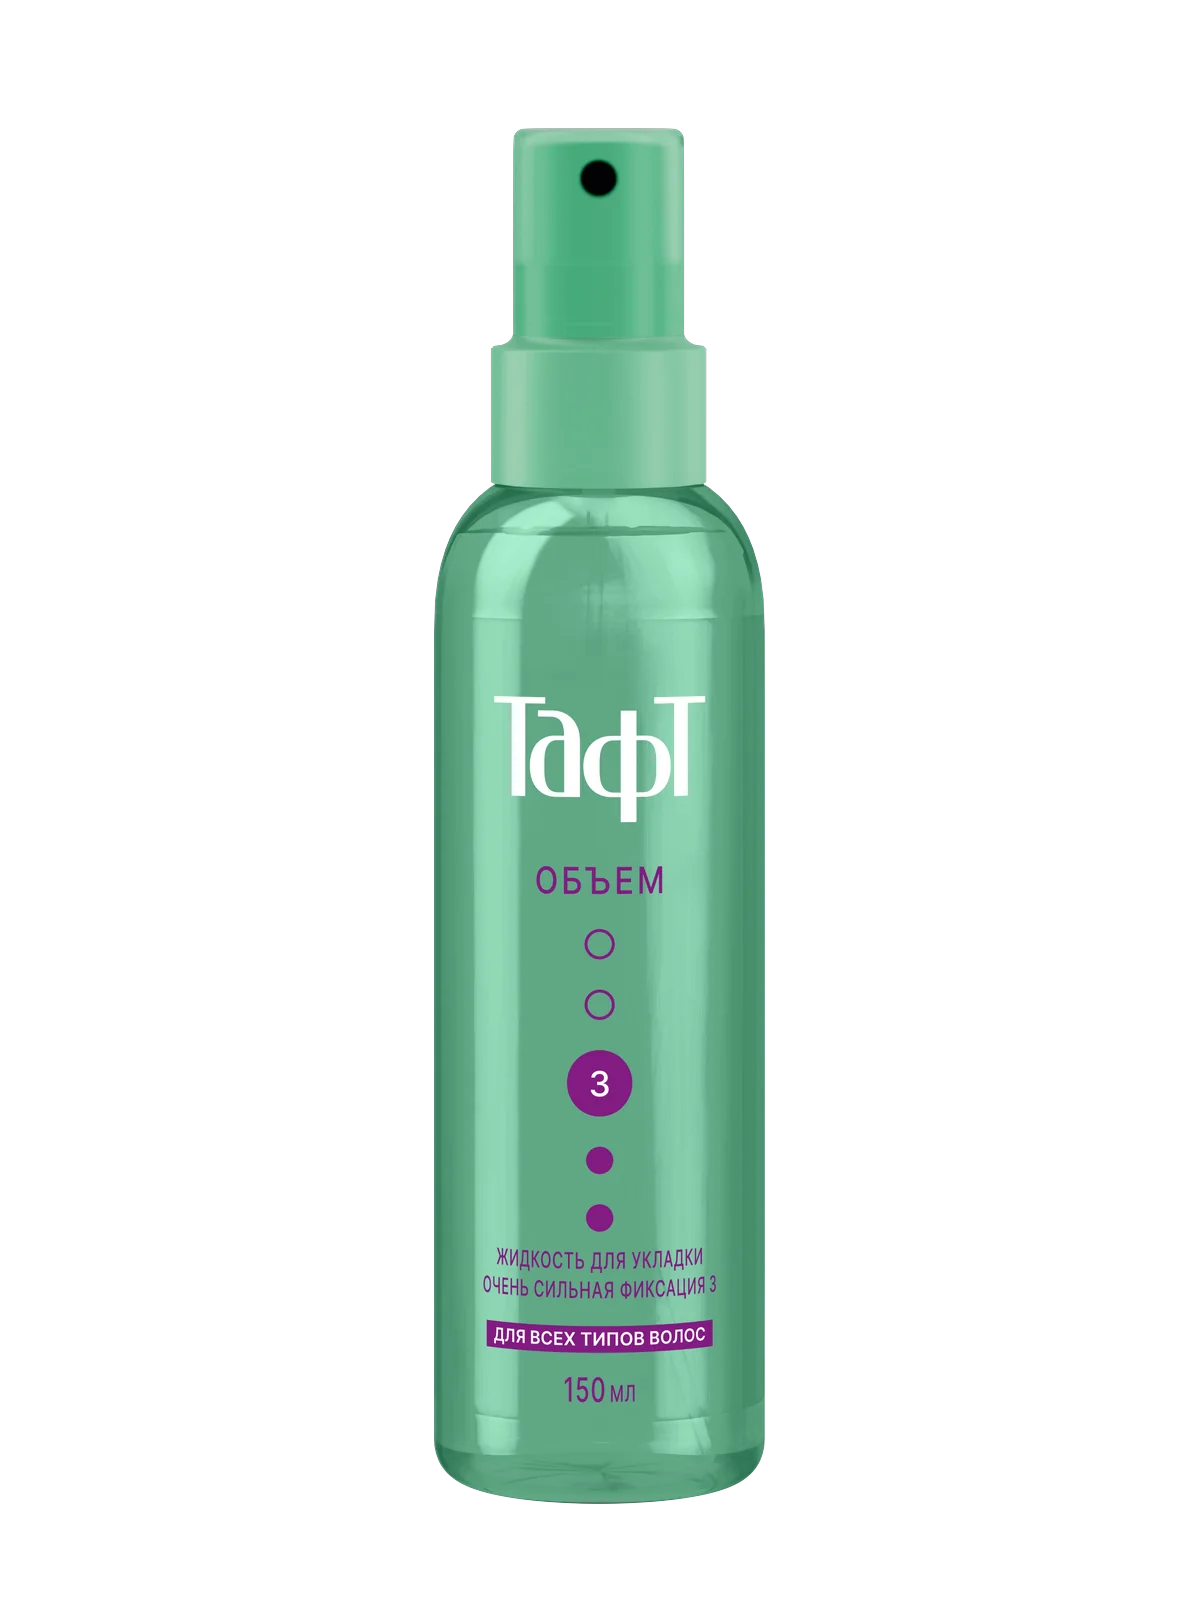 Тафт
ОБЪЕМ
3
ЖИДКОСТЬ ДЛЯ УКЛАДКИ
ОЧЕНЬ СИЛЬНАЯ ФИКСАЦИЯ 3
ДЛЯ ВСЕХ ТИПОВ ВОЛОС
150 мл